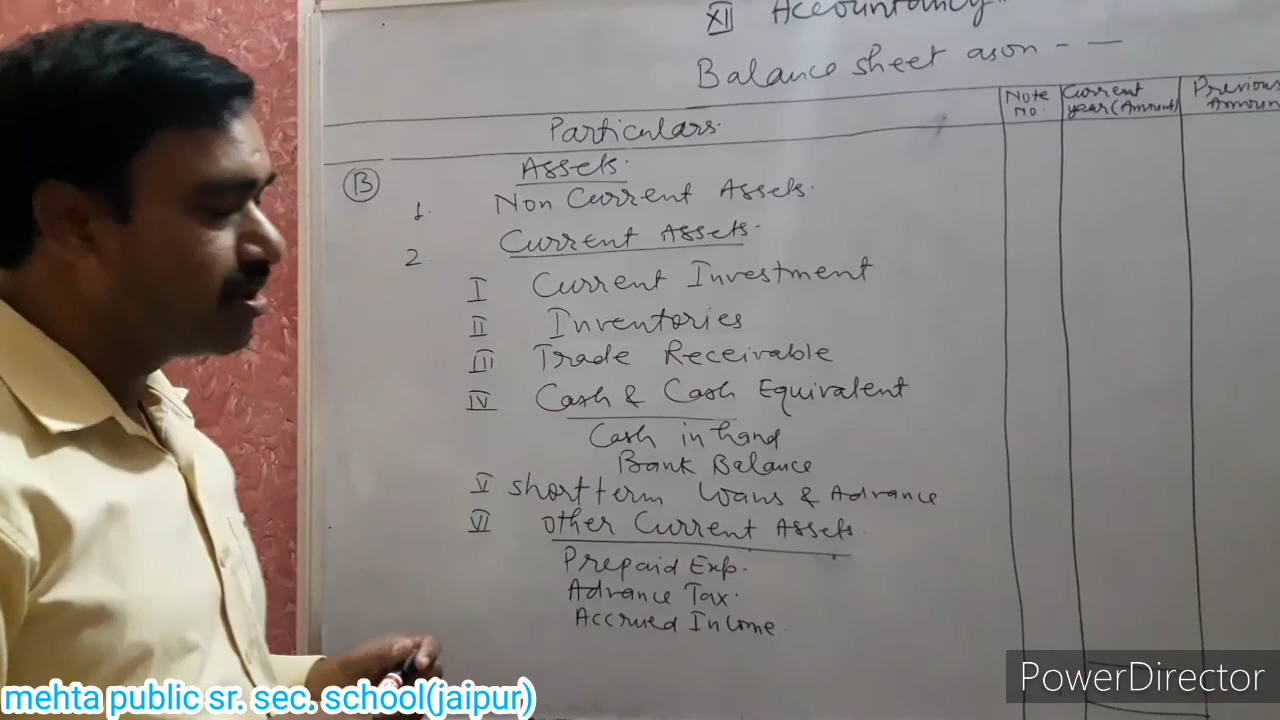 XII Accountancy
Balance sheet as on - —
Particulars. Note No. Current year (Amount) Previous Amoun
B Assets.
1. Non Current Assets.
2 Current Assets.
I Current Investment
II Inventories
III Trade Receivable
IV Cash & Cash Equivalent
Cash in hand
Bank Balance
V Short term Loans & Advance
VI Other Current Assets.
Prepaid Exp.
Advance Tax.
Accrued Income
PowerDirector
mehta public sr. sec. school(jaipur)